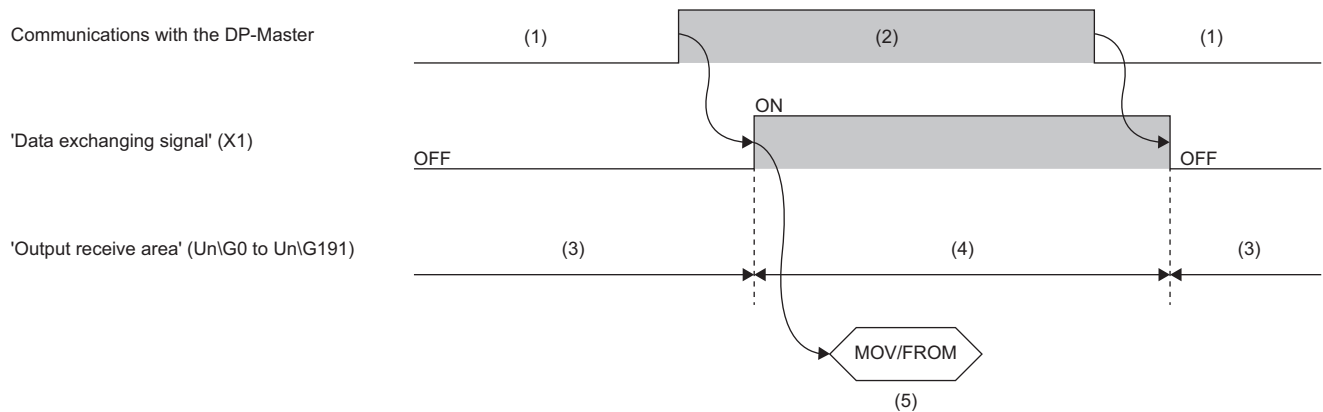 Communications with the DP-Master
(1)
(2)
(1)
ON
'Data exchanging signal' (X1)
OFF
OFF
'Output receive area' (Un\G0 to Un\G191)
(3)
(4)
(3)
MOV/FROM
(5)